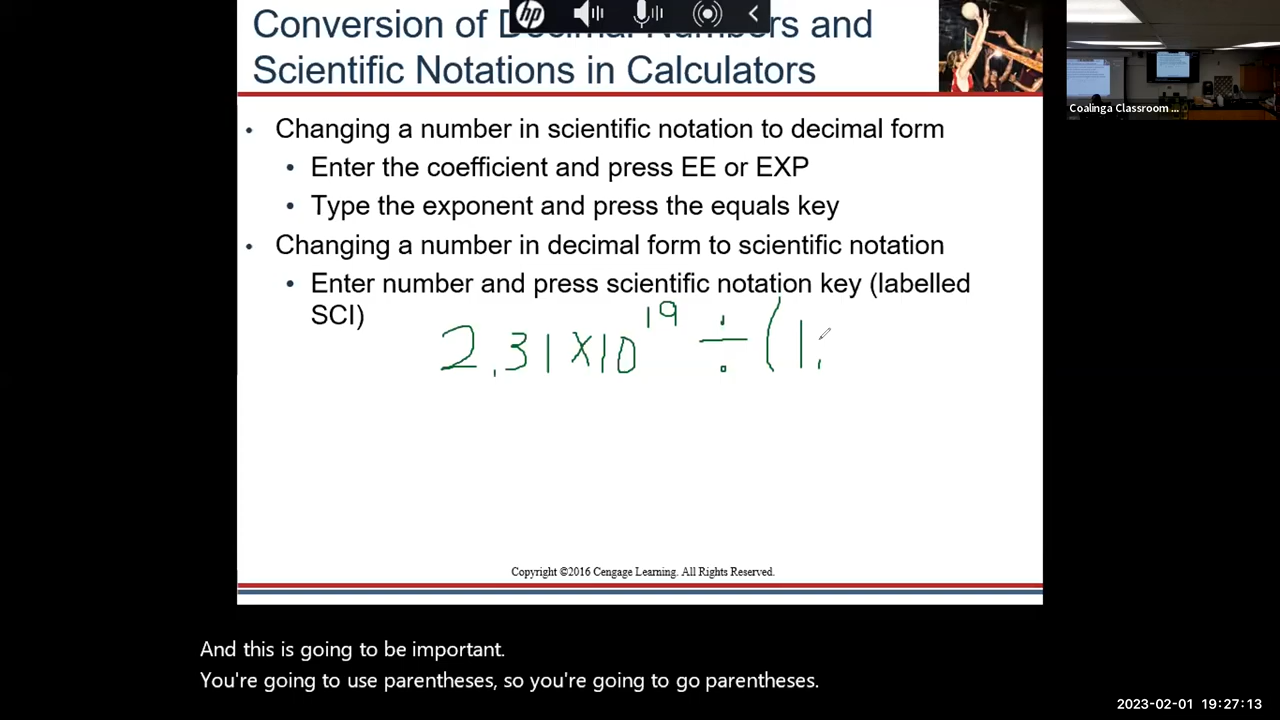 Conversion of Decimal Numbers and
Scientific Notations in Calculators
• Changing a number in scientific notation to decimal form
• Enter the coefficient and press EE or EXP
• Type the exponent and press the equals key
• Changing a number in decimal form to scientific notation
• Enter number and press scientific notation key (labelled
SCI)
2.31 x10^19 ÷ (1.
Copyright ©2016 Cengage Learning. All Rights Reserved.
hp
Coalinga Classroom ...
And this is going to be important.
You're going to use parentheses, so you're going to go parentheses.
2023-02-01 19:27:13